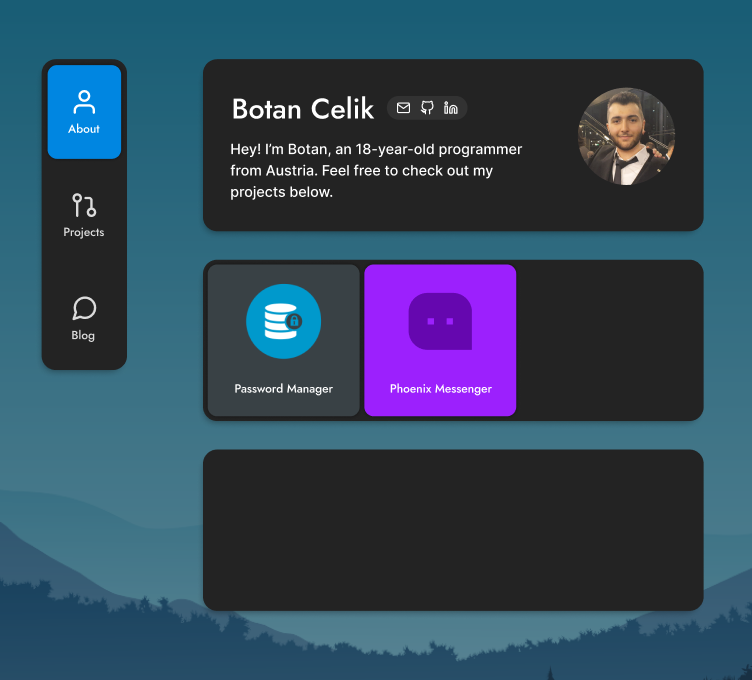 About
Projects
Blog
Botan Celik
Hey! I'm Botan, an 18-year-old programmer
from Austria. Feel free to check out my
projects below.
Password Manager
Phoenix Messenger